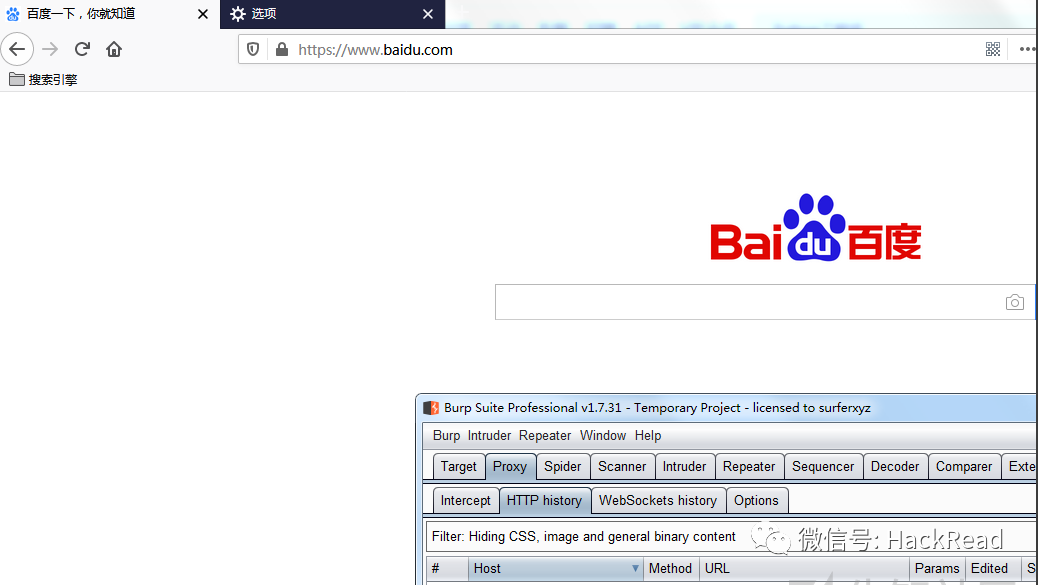 百度一下，你就知道
选项
https://www.baidu.com
搜索引擎
Bai du 百度
Burp Suite Professional v1.7.31 - Temporary Project - licensed to surferxyz
Burp Intruder Repeater Window Help
Target Proxy Spider Scanner Intruder Repeater Sequencer Decoder Comparer Exte
Intercept HTTP history WebSockets history Options
Filter: Hiding CSS, image and general binary content
微信号: HackRead
# Host Method URL Params Edited S